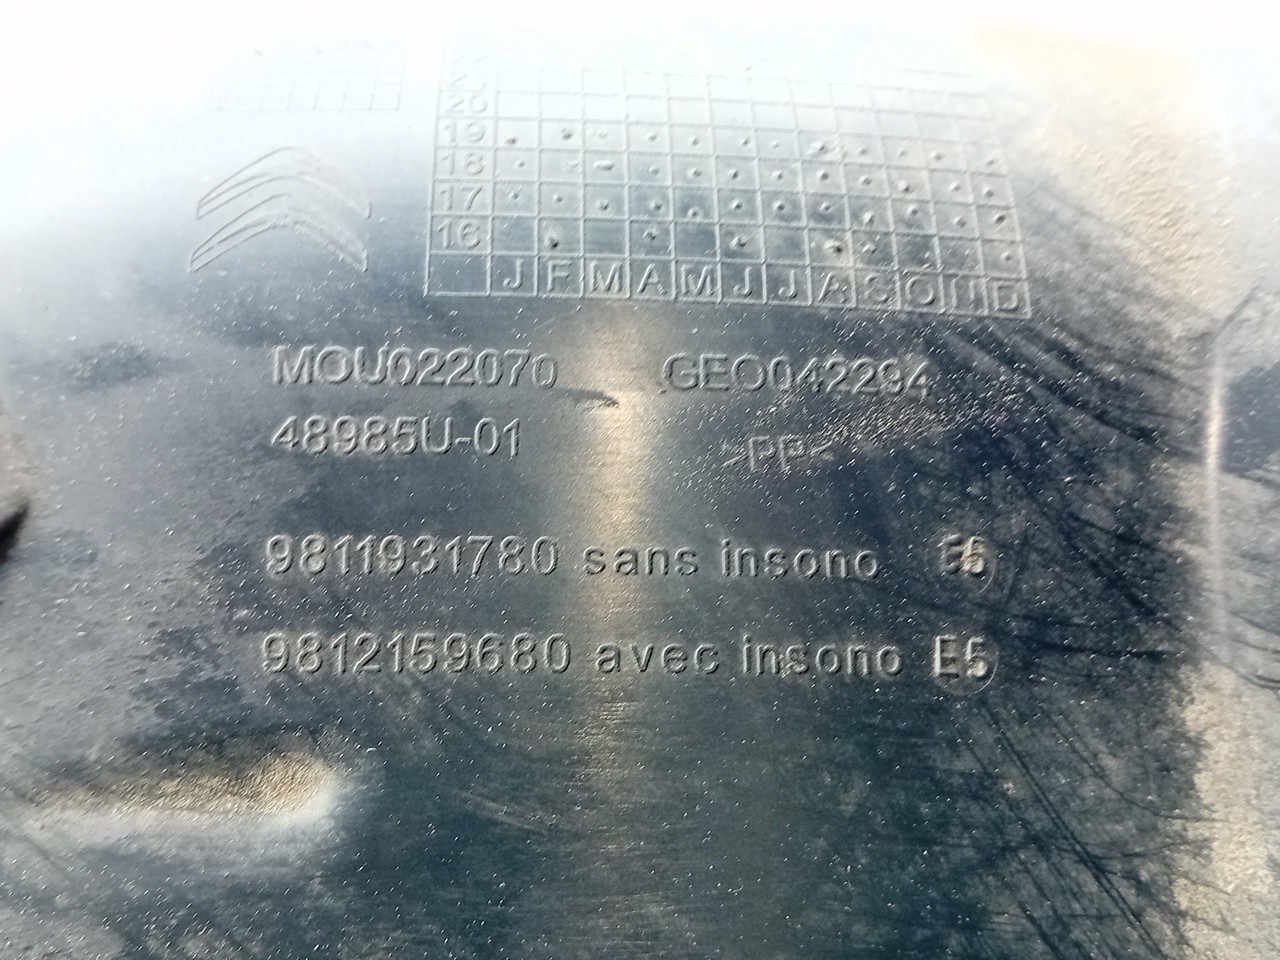 20
19
18
17
16
J F M A M J J A S O N D
MOU022070 GEO042294
48985U-01 >PP<
9811931780 sans insono E5
9812159680 avec insono E5